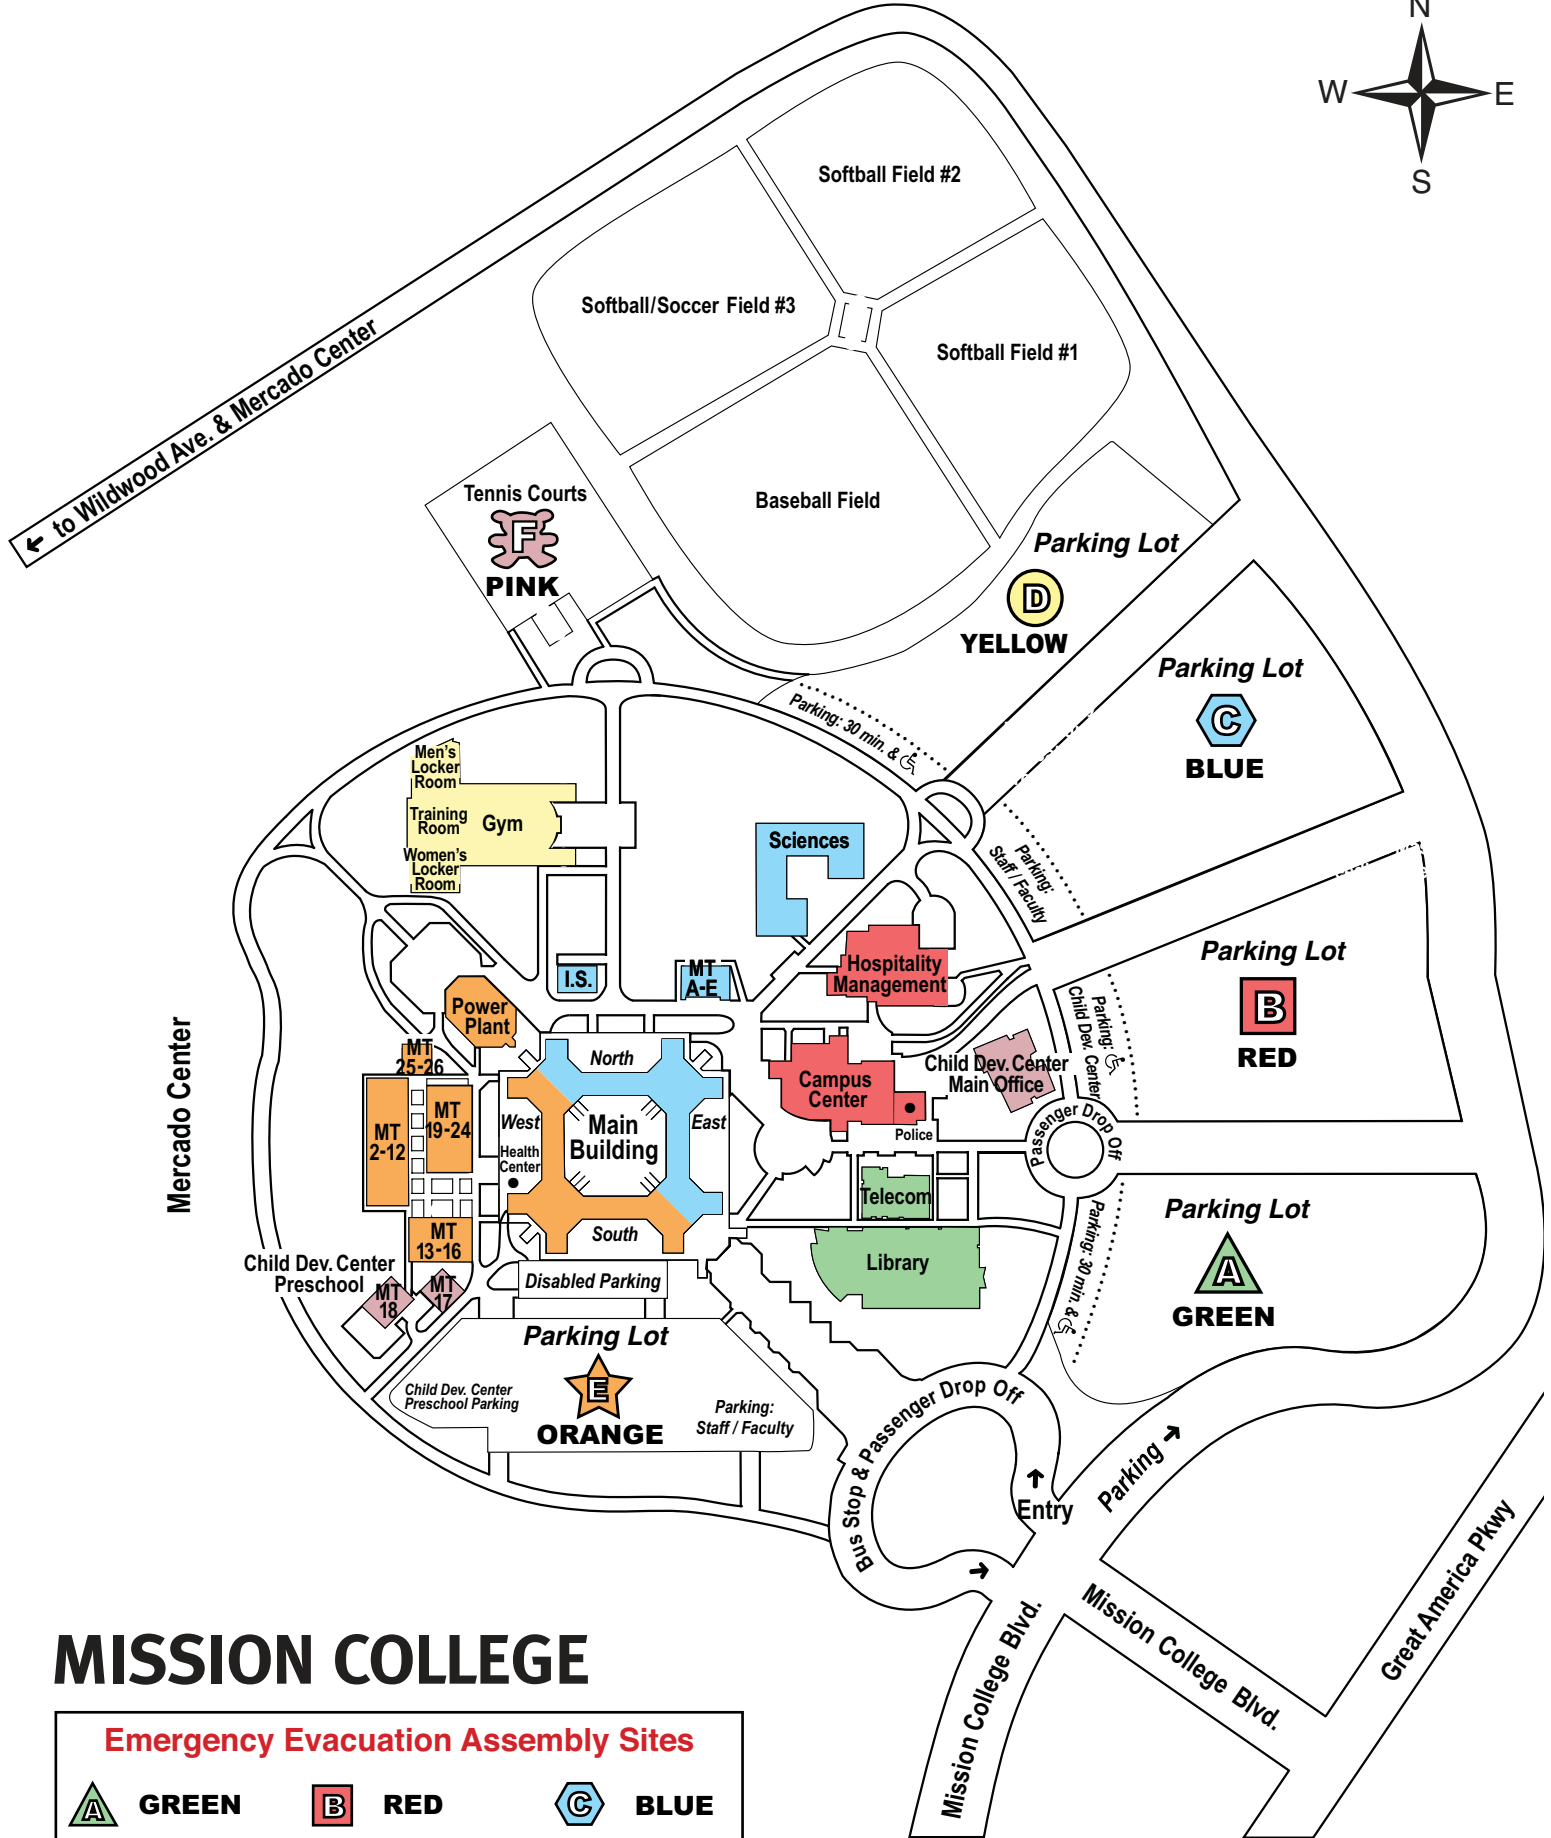 N
W
E
S
Softball Field #2
Softball/Soccer Field #3
Softball Field #1
Baseball Field
← to Wildwood Ave. & Mercado Center
Tennis Courts
F
PINK
Parking Lot
D
YELLOW
Parking Lot
C
BLUE
Parking: 30 min. & ♿
Parking:
Staff / Faculty
Men's
Locker
Room
Training
Room
Gym
Women's
Locker
Room
Sciences
Hospitality
Management
Parking Lot
B
RED
I.S.
MT
A-E
Power
Plant
Parking: ♿
Child Dev. Center
Mercado Center
MT
25-26
North
Child Dev. Center
Main Office
Campus
Center
MT
2-12
MT
19-24
West
Main
Building
East
Health
Center
Police
Passenger Drop Off
Telecom
Parking Lot
A
GREEN
Parking: 30 min. & ♿
MT
13-16
South
Library
Child Dev. Center
Preschool
MT
18
MT
17
Disabled Parking
Parking Lot
E
ORANGE
Child Dev. Center
Preschool Parking
Parking:
Staff / Faculty
Bus Stop & Passenger Drop Off
↑
Entry
Parking →
→
Mission College Blvd.
Mission College Blvd.
Great America Pkwy
MISSION COLLEGE
Emergency Evacuation Assembly Sites
A GREEN B RED C BLUE